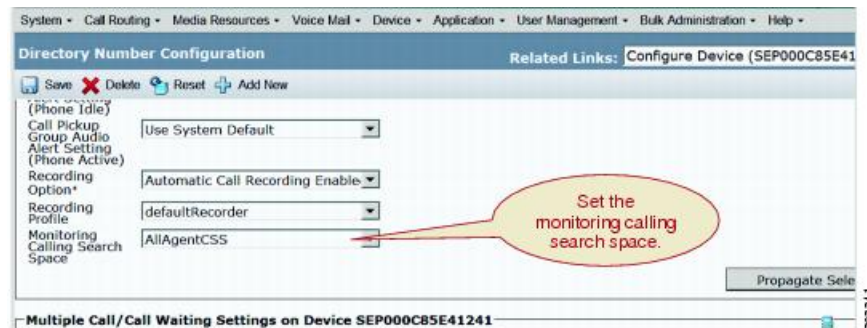 System Call Routing Media Resources Voice Mail Device Application User Management Bulk Administration Help
Directory Number Configuration Related Links: Configure Device (SEP000C85E41
Save Delete Reset Add New
(Phone Idle)
Call Pickup
Group Audio
Alert Setting
(Phone Active)
Use System Default
Recording
Option*
Automatic Call Recording Enable
Recording
Profile
defaultRecorder
Monitoring
Calling Search
Space
AllAgentCSS
Set the
monitoring calling
search space.
Propagate Sele
Multiple Call/Call Waiting Settings on Device SEP000C85E41241